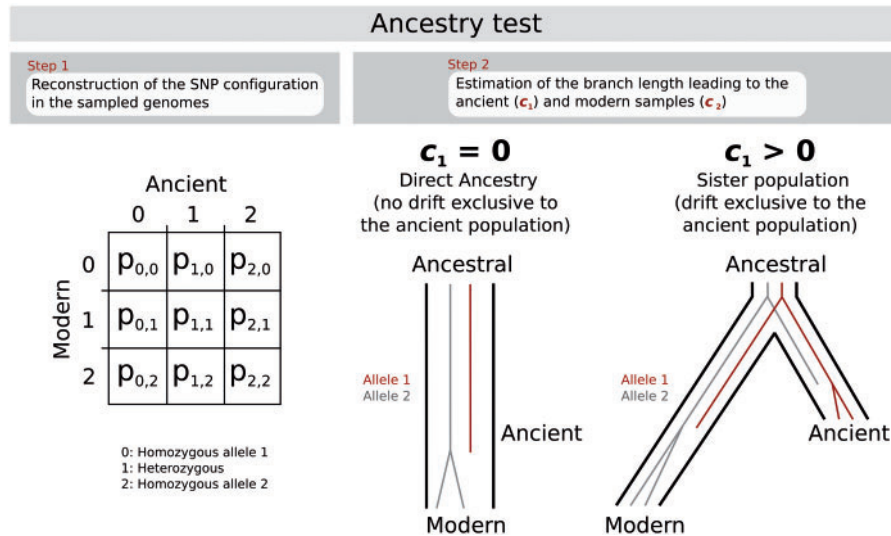 Ancestry test
Step 1
Reconstruction of the SNP configuration
in the sampled genomes
Step 2
Estimation of the branch length leading to the
ancient (c₁) and modern samples (c₂)
Ancient
0 1 2
Modern
0 p₀,₀ p₁,₀ p₂,₀
1 p₀,₁ p₁,₁ p₂,₁
2 p₀,₂ p₁,₂ p₂,₂
0: Homozygous allele 1
1: Heterozygous
2: Homozygous allele 2
c₁ = 0
Direct Ancestry
(no drift exclusive to
the ancient population)
Ancestral
Allele 1
Allele 2
Ancient
Modern
c₁ > 0
Sister population
(drift exclusive to the
ancient population)
Ancestral
Allele 1
Allele 2
Ancient
Modern